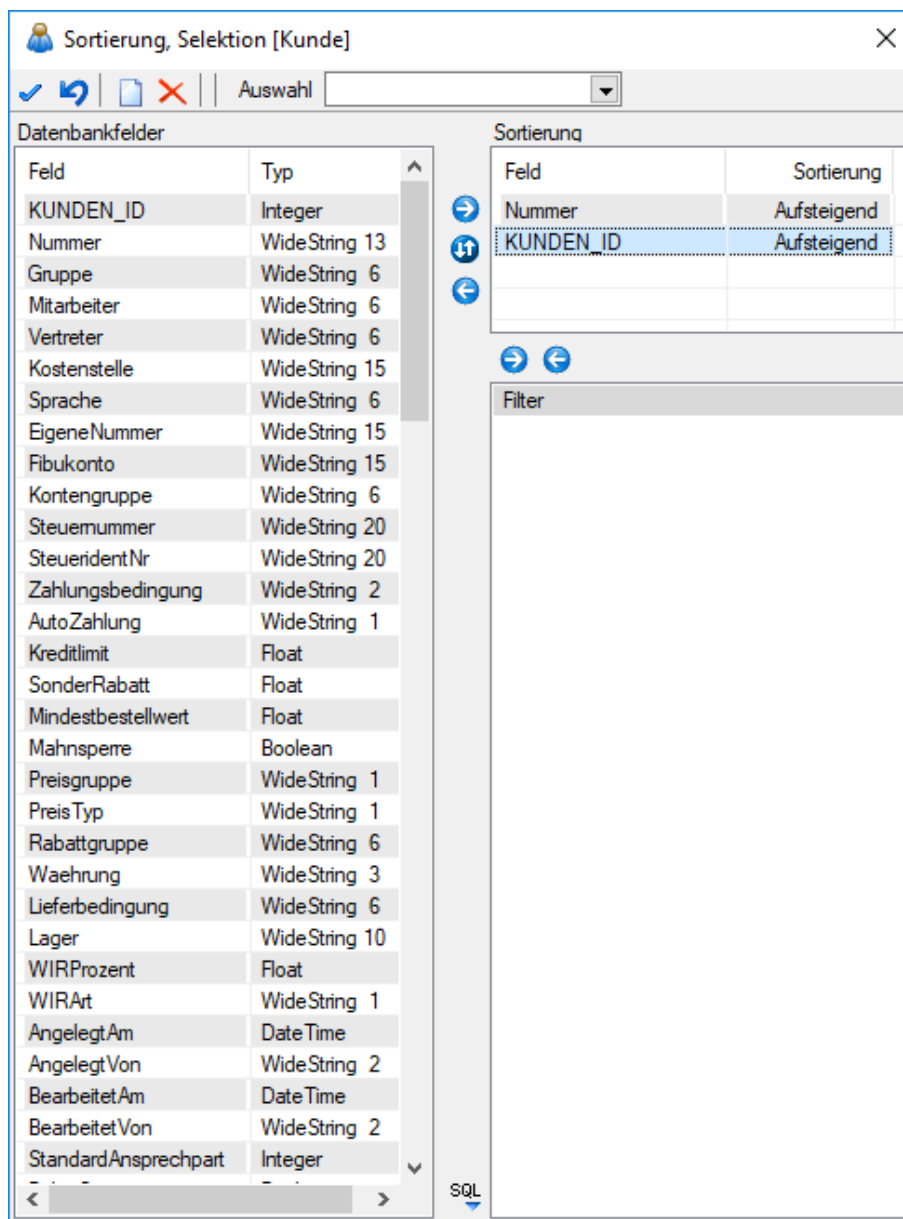 Sortierung, Selektion [Kunde]
Auswahl
Datenbankfelder
Feld Typ
KUNDEN_ID Integer
Nummer WideString 13
Gruppe WideString 6
Mitarbeiter WideString 6
Vertreter WideString 6
Kostenstelle WideString 15
Sprache WideString 6
EigeneNummer WideString 15
Fibukonto WideString 15
Kontengruppe WideString 6
Steuernummer WideString 20
SteueridentNr WideString 20
Zahlungsbedingung WideString 2
AutoZahlung WideString 1
Kreditlimit Float
SonderRabatt Float
Mindestbestellwert Float
Mahnsperre Boolean
Preisgruppe WideString 1
PreisTyp WideString 1
Rabattgruppe WideString 6
Waehrung WideString 3
Lieferbedingung WideString 6
Lager WideString 10
WIRProzent Float
WIRArt WideString 1
AngelegtAm DateTime
AngelegtVon WideString 2
BearbeitetAm DateTime
BearbeitetVon WideString 2
StandardAnsprechpart Integer
SQL
Sortierung
Feld Sortierung
Nummer Aufsteigend
KUNDEN_ID Aufsteigend
Filter